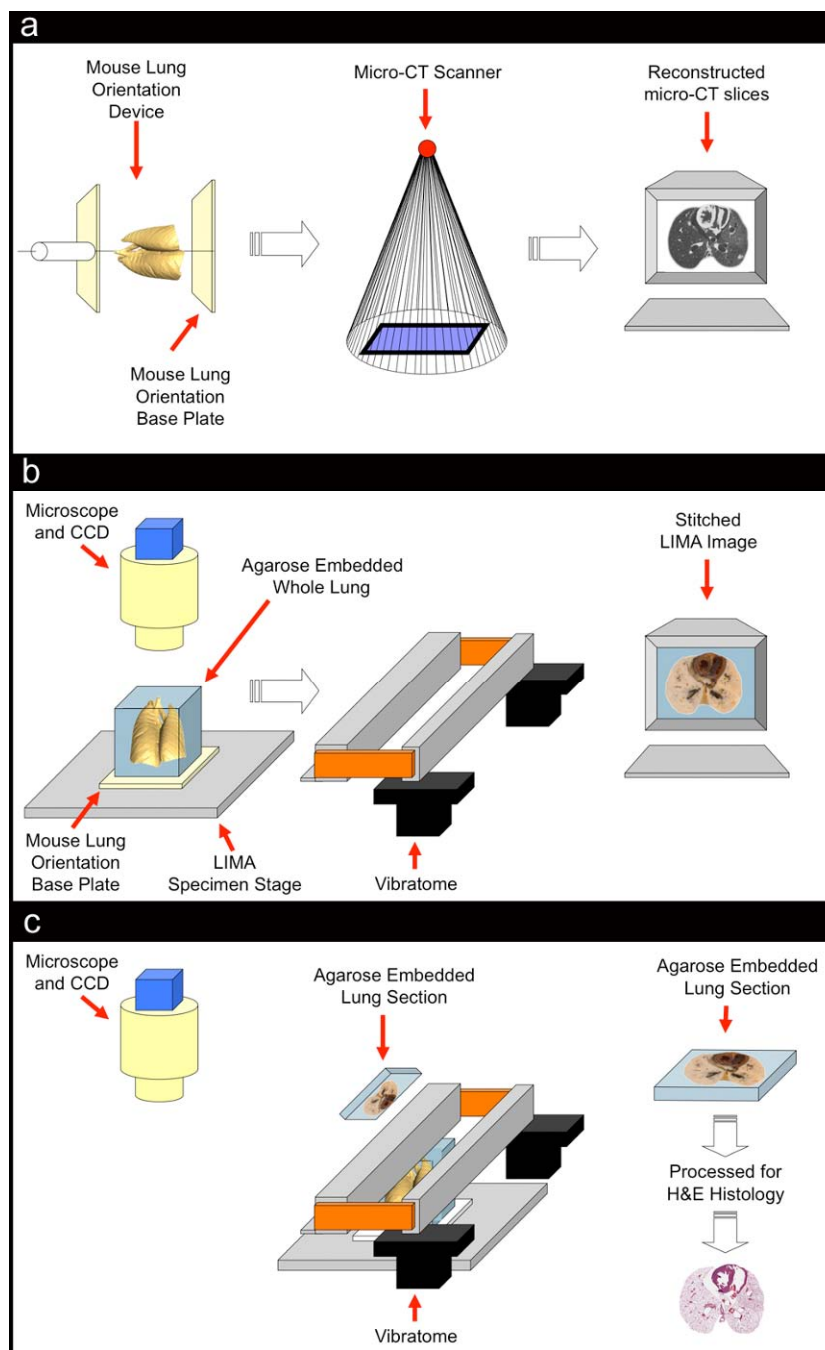 a
Mouse Lung
Orientation
Device
Micro-CT Scanner
Reconstructed
micro-CT slices
Mouse Lung
Orientation
Base Plate
b
Microscope
and CCD
Agarose Embedded
Whole Lung
Stitched
LIMA Image
Mouse Lung
Orientation
Base Plate
LIMA
Specimen Stage
Vibratome
c
Microscope
and CCD
Agarose Embedded
Lung Section
Agarose Embedded
Lung Section
Processed for
H&E Histology
Vibratome